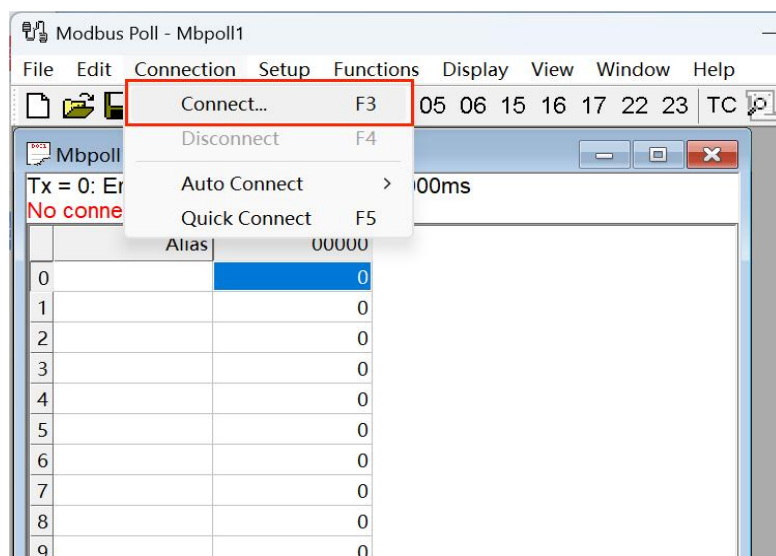 Modbus Poll - Mbpoll1
File Edit Connection Setup Functions Display View Window Help
Connect... F3 05 06 15 16 17 22 23 TC
Disconnect F4
Mbpoll
Tx = 0: Er 00ms
Auto Connect >
No conne
Quick Connect F5
Alias 00000
0 0
1 0
2 0
3 0
4 0
5 0
6 0
7 0
8 0
9 0